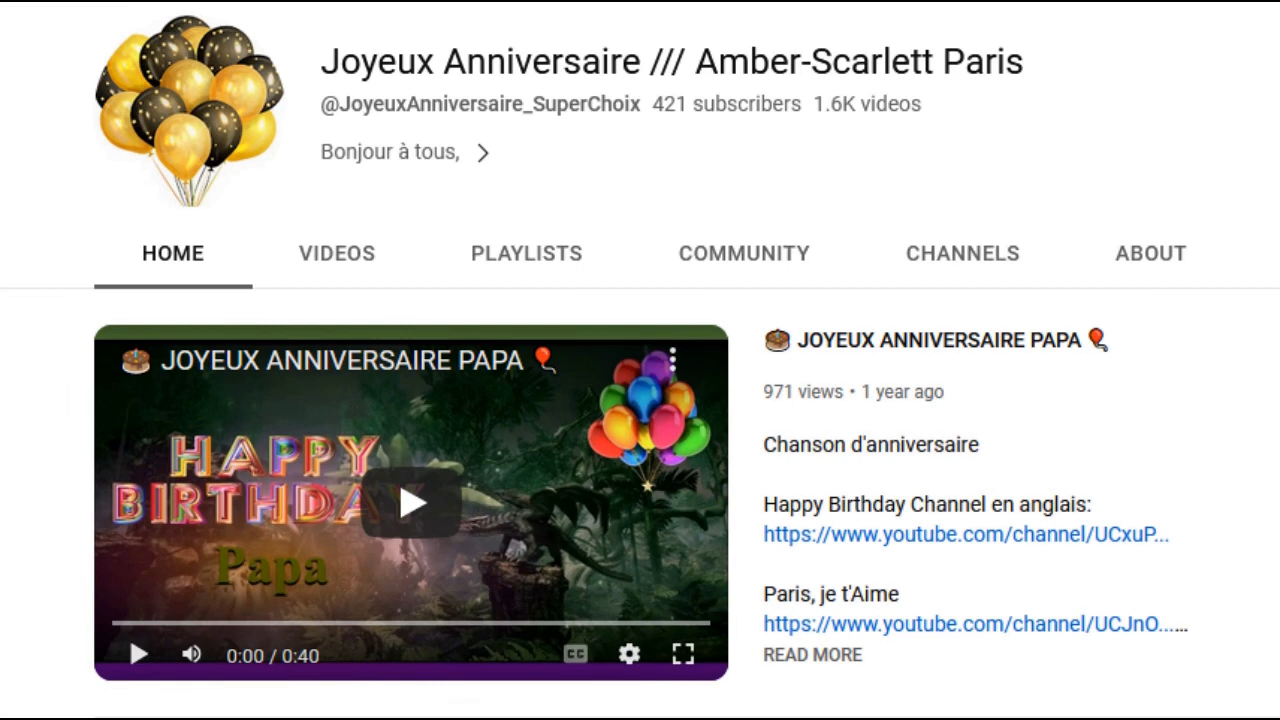 Joyeux Anniversaire /// Amber-Scarlett Paris
@JoyeuxAnniversaire_SuperChoix 421 subscribers 1.6K videos
Bonjour à tous,
HOME VIDEOS PLAYLISTS COMMUNITY CHANNELS ABOUT
🎂 JOYEUX ANNIVERSAIRE PAPA 🎈
HAPPY
BIRTHDAY
Papa
0:00 / 0:40
CC
🎂 JOYEUX ANNIVERSAIRE PAPA 🎈
971 views • 1 year ago
Chanson d'anniversaire
Happy Birthday Channel en anglais:
https://www.youtube.com/channel/UCxuP...
Paris, je t'Aime
https://www.youtube.com/channel/UCJnO......
READ MORE